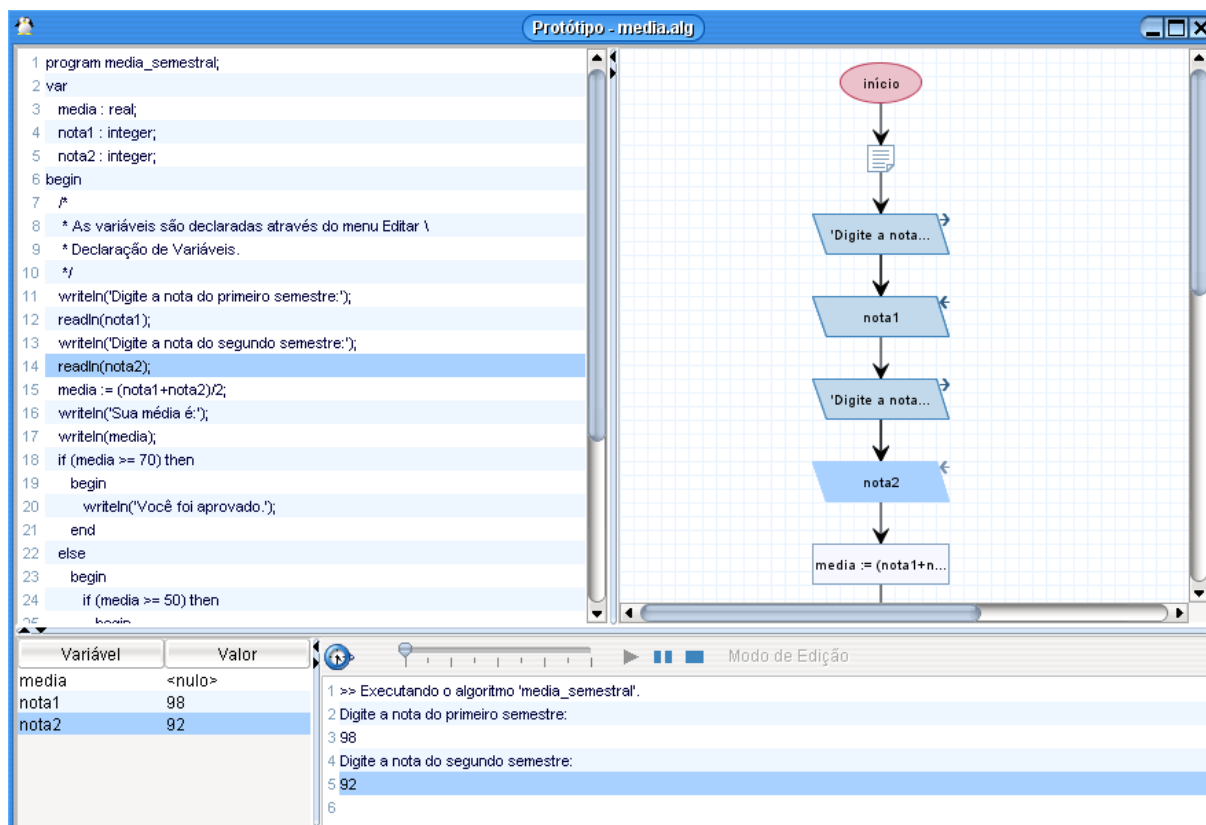 Protótipo - media.alg
1 program media_semestral;
2 var
3 media : real;
4 nota1 : integer;
5 nota2 : integer;
6 begin
7 /*
8 * As variáveis são declaradas através do menu Editar \
9 * Declaração de Variáveis.
10 */
11 writeln('Digite a nota do primeiro semestre:');
12 readln(nota1);
13 writeln('Digite a nota do segundo semestre:');
14 readln(nota2);
15 media := (nota1+nota2)/2;
16 writeln('Sua média é:');
17 writeln(media);
18 if (media >= 70) then
19 begin
20 writeln('Você foi aprovado.');
21 end
22 else
23 begin
24 if (media >= 50) then
25 begin
início
'Digite a nota...
nota1
'Digite a nota...
nota2
media := (nota1+n...
Variável Valor
media <nulo>
nota1 98
nota2 92
Modo de Edição
1 >> Executando o algoritmo 'media_semestral'.
2 Digite a nota do primeiro semestre:
3 98
4 Digite a nota do segundo semestre:
5 92
6